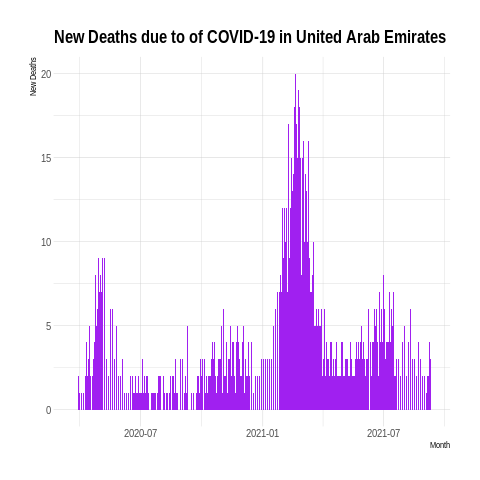 New Deaths due to of COVID-19 in United Arab Emirates
New Deaths
20
15
10
5
0
2020-07 2021-01 2021-07
Month